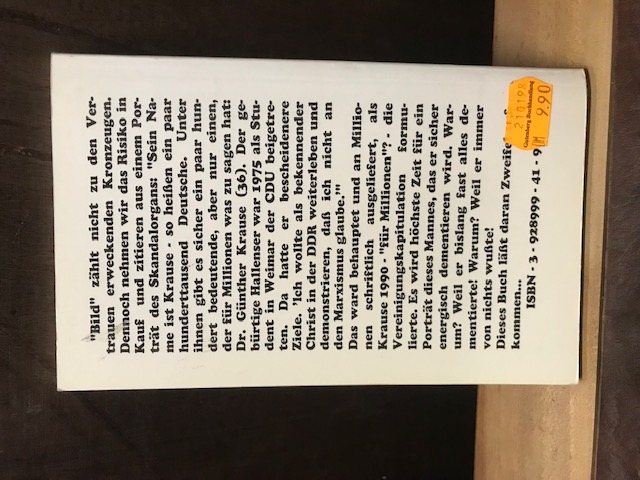 "Bild" zählt nicht zu den Ver-
trauen erweckenden Kronzeugen.
Dennoch nehmen wir das Risiko in
Kauf und zitieren aus einem Por-
trät des Skandalorgans: "Sein Na-
me ist Krause - so heißen ein paar
hunderttausend Deutsche. Unter
ihnen gibt es sicher ein paar hun-
dert bedeutende, aber nur einen,
der für Millionen was zu sagen hat:
Dr. Günther Krause (36). Der ge-
bürtige Hallenser war 1975 als Stu-
dent in Weimar der CDU beigetre-
ten. Da hatte er bescheidenere
Ziele. 'Ich wollte als bekennender
Christ in der DDR weiterleben und
demonstrieren, daß ich nicht an
den Marxismus glaube.'"
Das ward behauptet und an Millio-
nen schriftlich ausgeliefert, als
Krause 1990 - "für Millionen"? - die
Vereinigungskapitulation formu-
lierte. Es wird höchste Zeit für ein
Porträt dieses Mannes, das er sicher
energisch dementieren wird. War-
um? Weil er bislang fast alles de-
mentierte! Warum? Weil er immer
von nichts wußte!
Dieses Buch läßt daran Zweife
kommen...
ISBN - 3 - 928999 - 41 - 9
210198
Gutenberg Buchhandlung
DM 9.90